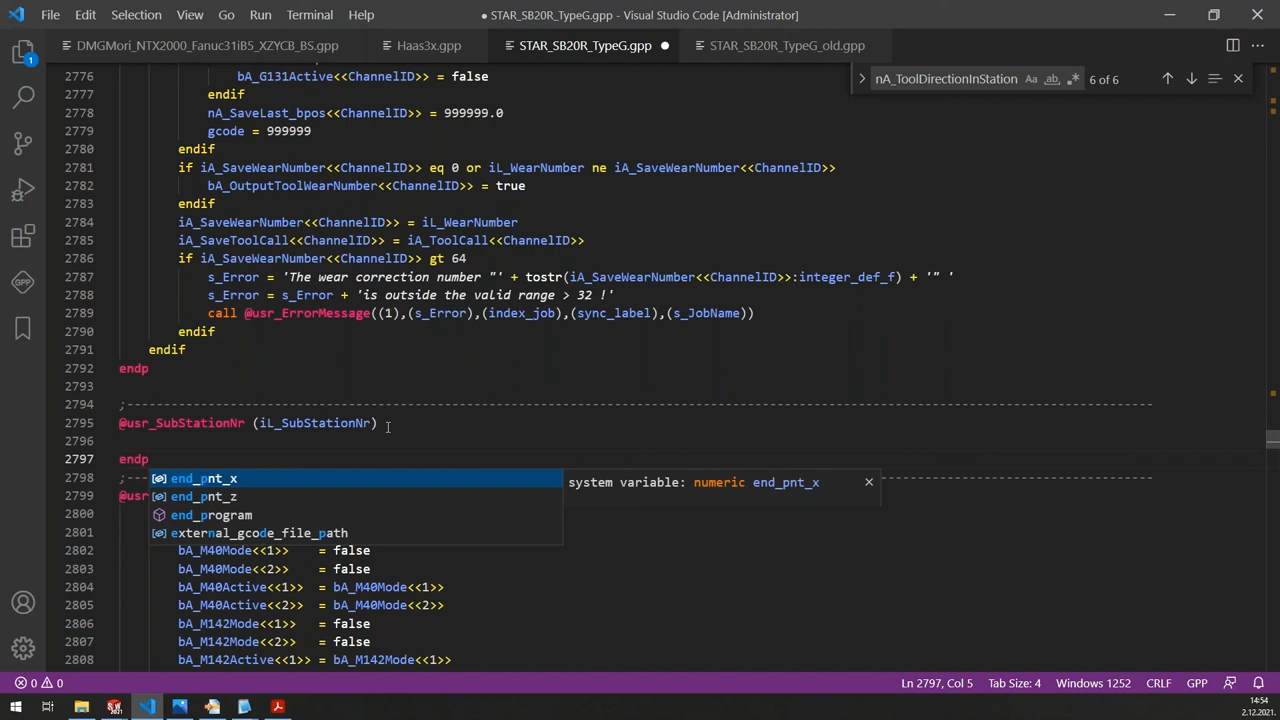 File Edit Selection View Go Run Terminal Help
● STAR_SB20R_TypeG.gpp - Visual Studio Code [Administrator]
DMGMori_NTX2000_Fanuc31iB5_XZYCB_BS.gpp Haas3x.gpp STAR_SB20R_TypeG.gpp STAR_SB20R_TypeG_old.gpp
nA_ToolDirectionInStation Aa ab 6 of 6
2776 bA_G131Active<<ChannelID>> = false
2777 endif
2778 nA_SaveLast_bpos<<ChannelID>> = 999999.0
2779 gcode = 999999
2780 endif
2781 if iA_SaveWearNumber<<ChannelID>> eq 0 or iL_WearNumber ne iA_SaveWearNumber<<ChannelID>>
2782 bA_OutputToolWearNumber<<ChannelID>> = true
2783 endif
2784 iA_SaveWearNumber<<ChannelID>> = iL_WearNumber
2785 iA_SaveToolCall<<ChannelID>> = iA_ToolCall<<ChannelID>>
2786 if iA_SaveWearNumber<<ChannelID>> gt 64
2787 s_Error = 'The wear correction number "' + tostr(iA_SaveWearNumber<<ChannelID>>:integer_def_f) + '" '
2788 s_Error = s_Error + 'is outside the valid range > 32 !'
2789 call @usr_ErrorMessage((1),(s_Error),(index_job),(sync_label),(s_JobName))
2790 endif
2791 endif
2792 endp
2793
2794 ;---------------------------------------------------------------
2795 @usr_SubStationNr (iL_SubStationNr)
2796
2797 endp
2798 ;---
2799 @usr
2800
2801
2802 bA_M40Mode<<1>> = false
2803 bA_M40Mode<<2>> = false
2804 bA_M40Active<<1>> = bA_M40Mode<<1>>
2805 bA_M40Active<<2>> = bA_M40Mode<<2>>
2806 bA_M142Mode<<1>> = false
2807 bA_M142Mode<<2>> = false
2808 bA_M142Active<<1>> = bA_M142Mode<<1>>
end_pnt_x
end_pnt_z
end_program
external_gcode_file_path
system variable: numeric end_pnt_x
1
GPP
0 0
Ln 2797, Col 5 Tab Size: 4 Windows 1252 CRLF GPP
2021
14:54
2.12.2021.